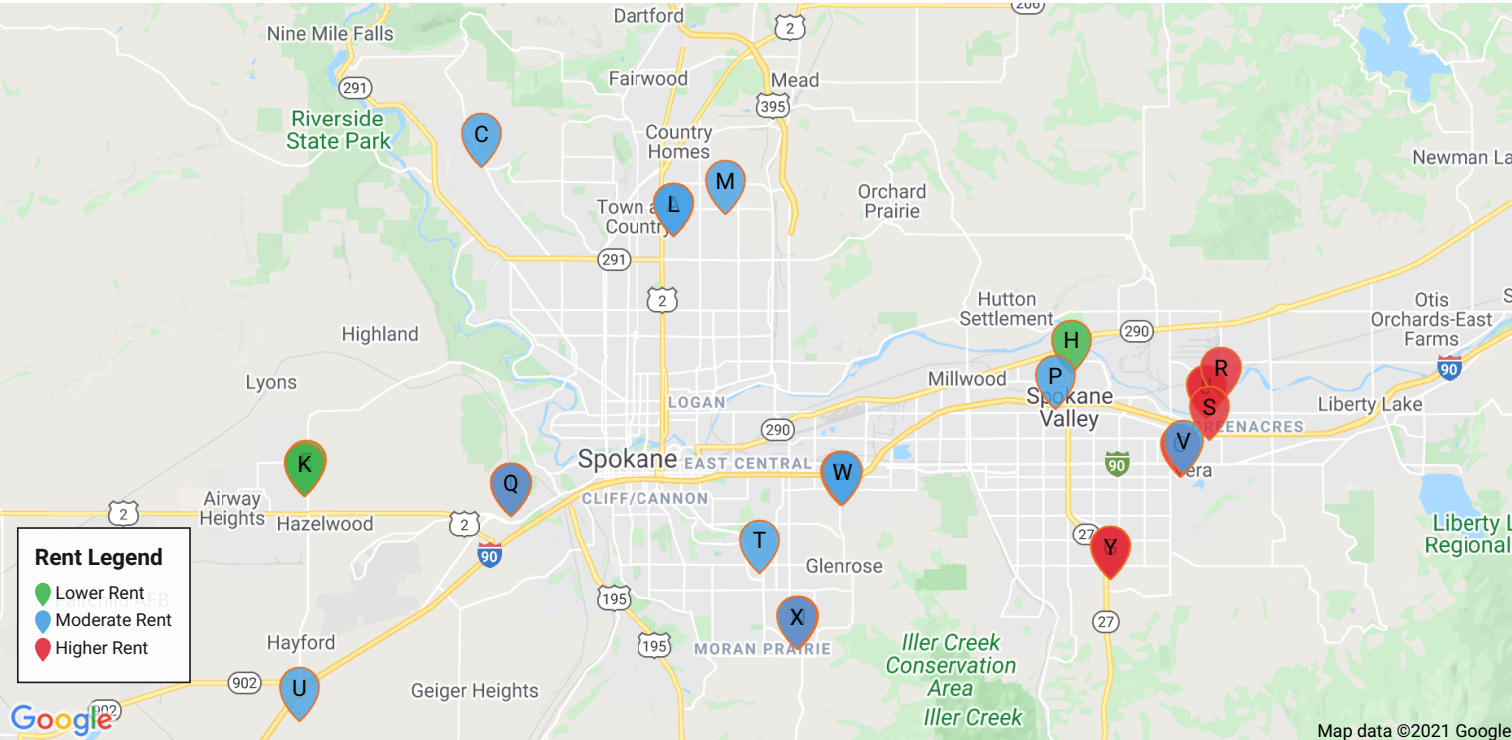 Dartford
2
Nine Mile Falls
Fairwood
Mead
291
395
Riverside
State Park
C
Country
Homes
Newman La
M
Orchard
Prairie
L
Town a
Country
291
2
Hutton
Settlement
Otis
Orchards-East
Farms
Highland
290
H
90
R
P
Lyons
Millwood
Spokane
Valley
LOGAN
S
Liberty Lake
GREENACRES
290
V
Spokane
EAST CENTRAL
90
era
K
W
Q
Airway
Heights
Hazelwood
CLIFF/CANNON
2
2
90
Liberty L
Regional
T
27
Y
Glenrose
Rent Legend
Lower Rent
Fairchild AFB
Moderate Rent
Higher Rent
195
X
27
Hayford
195
MORAN PRAIRIE
Iller Creek
Conservation
Area
902
U
Geiger Heights
902
Google
Iller Creek
Map data ©2021 Google